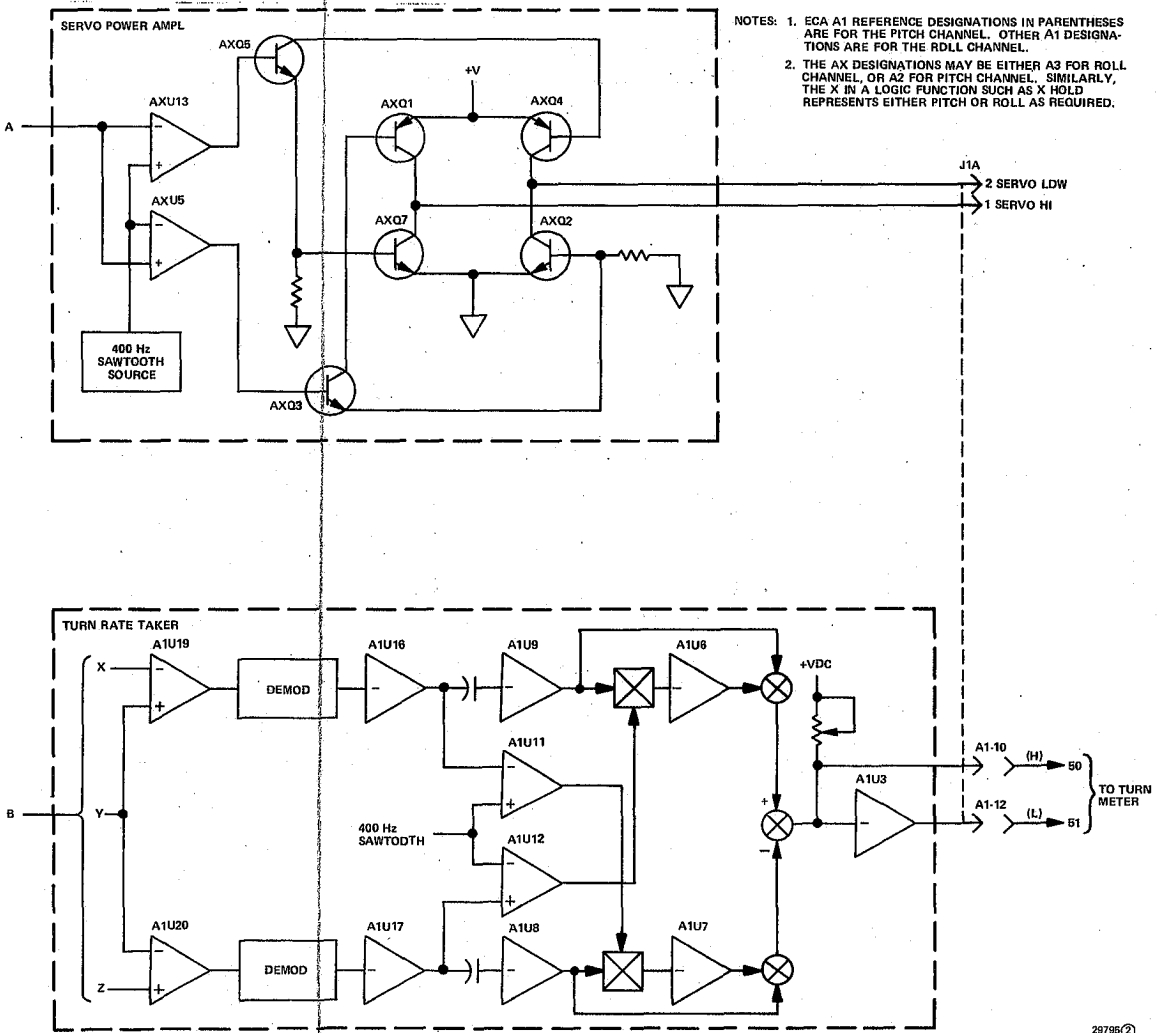 SERVO POWER AMPL
NOTES: 1. ECA A1 REFERENCE DESIGNATIONS IN PARENTHESES
ARE FOR THE PITCH CHANNEL. OTHER A1 DESIGNA-
TIONS ARE FOR THE RDLL CHANNEL.
2. THE AX DESIGNATIONS MAY BE EITHER A3 FOR ROLL
CHANNEL, OR A2 FOR PITCH CHANNEL. SIMILARLY,
THE X IN A LOGIC FUNCTION SUCH AS X HOLD
REPRESENTS EITHER PITCH OR ROLL AS REQUIRED.
AXQ5
+V
AXU13
AXQ1
AXQ4
A
-
+
J1A
2 SERVO LDW
AXU5
1 SERVO HI
-
+
AXQ7
AXQ2
400 Hz
SAWTOOTH
SOURCE
AXQ3
TURN RATE TAKER
A1U19
A1U16
A1U9
A1U6
X
-
+
DEMOD
-
-
-
+VDC
A1U11
-
+
A1-10
(H)
50
A1U3
TO TURN
METER
B
Y
400 Hz
SAWTODTH
+
-
-
A1-12
(L)
51
A1U12
-
+
A1U20
A1U17
A1U8
A1U7
-
+
Z
DEMOD
-
-
-
29795②